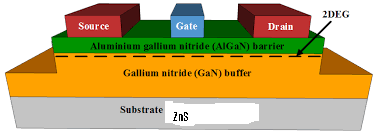 2DEG
Source Gate Drain
Aluminium gallium nitride (AlGaN) barrier
Gallium nitride (GaN) buffer
Substrate ZnS